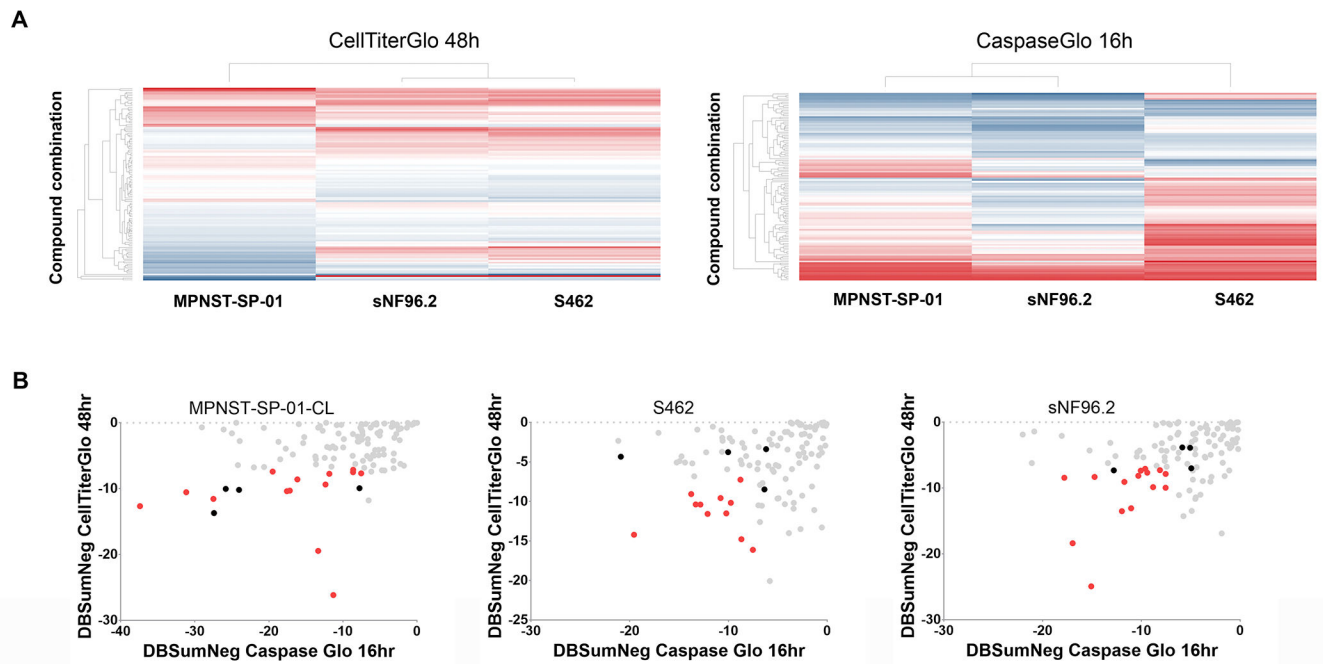 A
CellTiterGlo 48h
CaspaseGlo 16h
Compound combination
Compound combination
MPNST-SP-01
sNF96.2
S462
MPNST-SP-01
sNF96.2
S462
B
DBSumNeg CellTiterGlo 48hr
MPNST-SP-01-CL
0
-10
-20
-30
-40
-30
-20
-10
0
DBSumNeg Caspase Glo 16hr
DBSumNeg CellTiterGlo 48hr
S462
0
-5
-10
-15
-20
-25
-30
-20
-10
0
DBSumNeg Caspase Glo 16hr
DBSumNeg CellTiterGlo 48hr
sNF96.2
0
-10
-20
-30
-30
-20
-10
0
DBSumNeg Caspase Glo 16hr